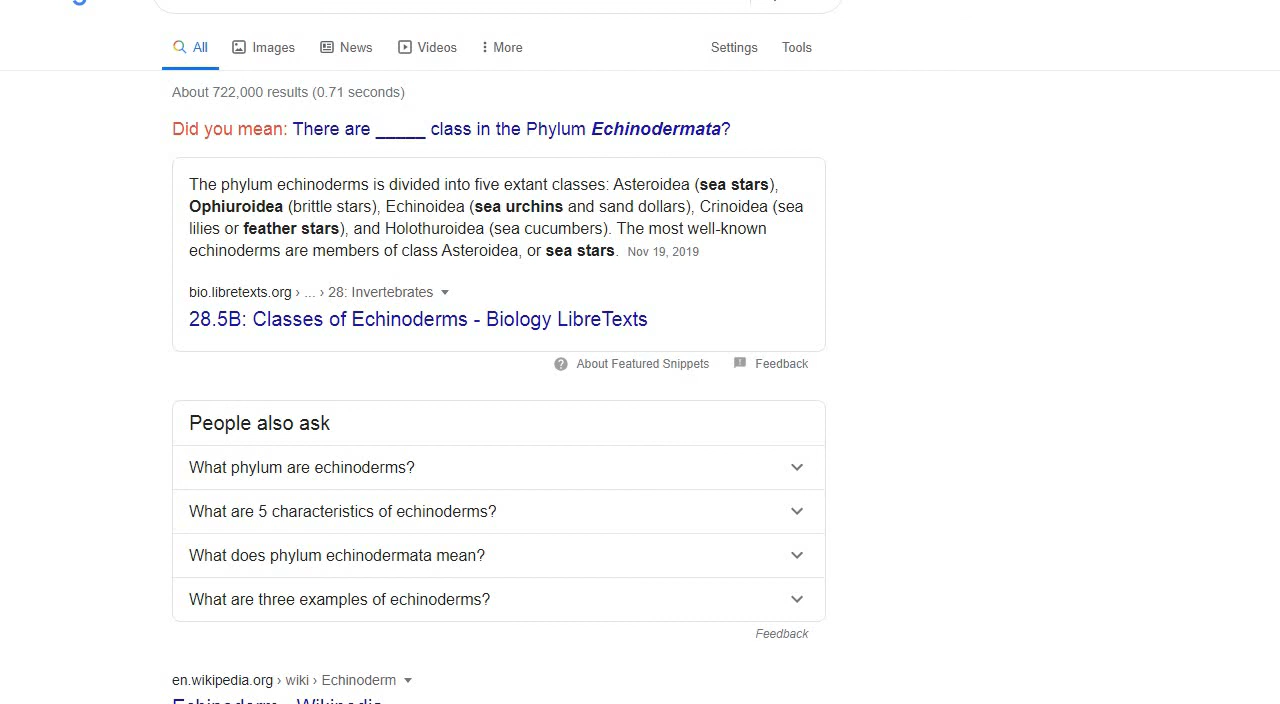 All Images News Videos More Settings Tools
About 722,000 results (0.71 seconds)
Did you mean: There are _____ class in the Phylum Echinodermata?
The phylum echinoderms is divided into five extant classes: Asteroidea (sea stars),
Ophiuroidea (brittle stars), Echinoidea (sea urchins and sand dollars), Crinoidea (sea
lilies or feather stars), and Holothuroidea (sea cucumbers). The most well-known
echinoderms are members of class Asteroidea, or sea stars. Nov 19, 2019
bio.libretexts.org › ... › 28: Invertebrates
28.5B: Classes of Echinoderms - Biology LibreTexts
About Featured Snippets Feedback
People also ask
What phylum are echinoderms?
What are 5 characteristics of echinoderms?
What does phylum echinodermata mean?
What are three examples of echinoderms?
Feedback
en.wikipedia.org › wiki › Echinoderm
Echinoderm - Wikipedia